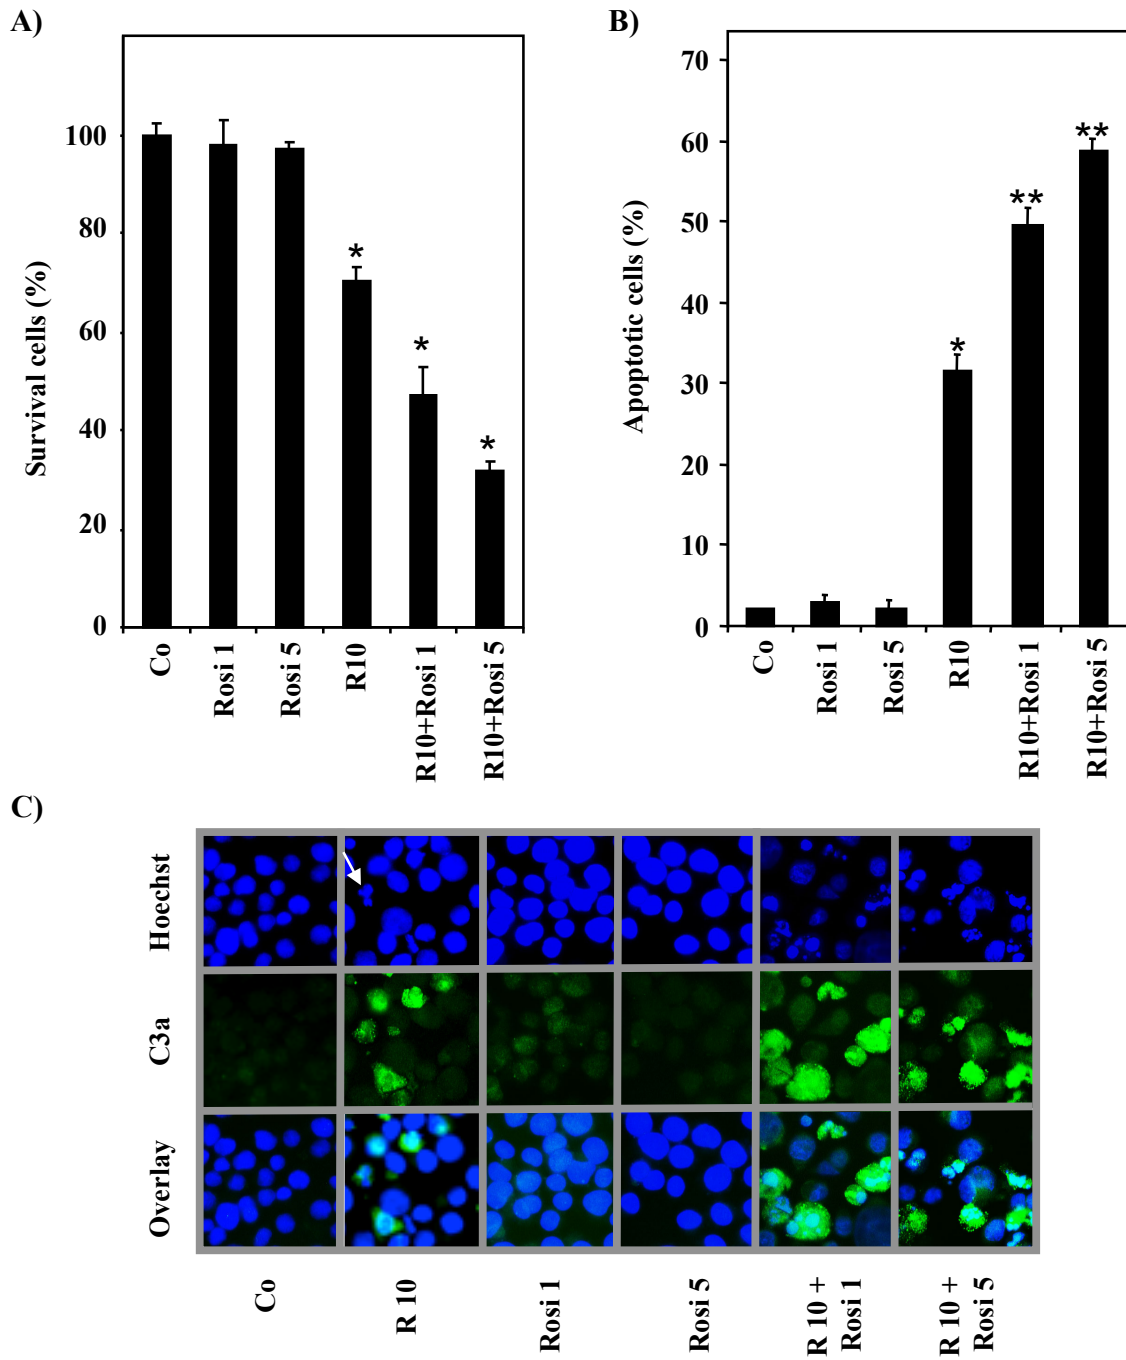 A)
Survival cells (%)
100
80
60
40
20
0
*
*
*
Co
Rosi 1
Rosi 5
R10
R10+Rosi 1
R10+Rosi 5
B)
Apoptotic cells (%)
70
60
50
40
30
20
10
0
*
**
**
Co
Rosi 1
Rosi 5
R10
R10+Rosi 1
R10+Rosi 5
C)
Hoechst
C3a
Overlay
Co
R 10
Rosi 1
Rosi 5
R 10 +
Rosi 1
R 10 +
Rosi 5